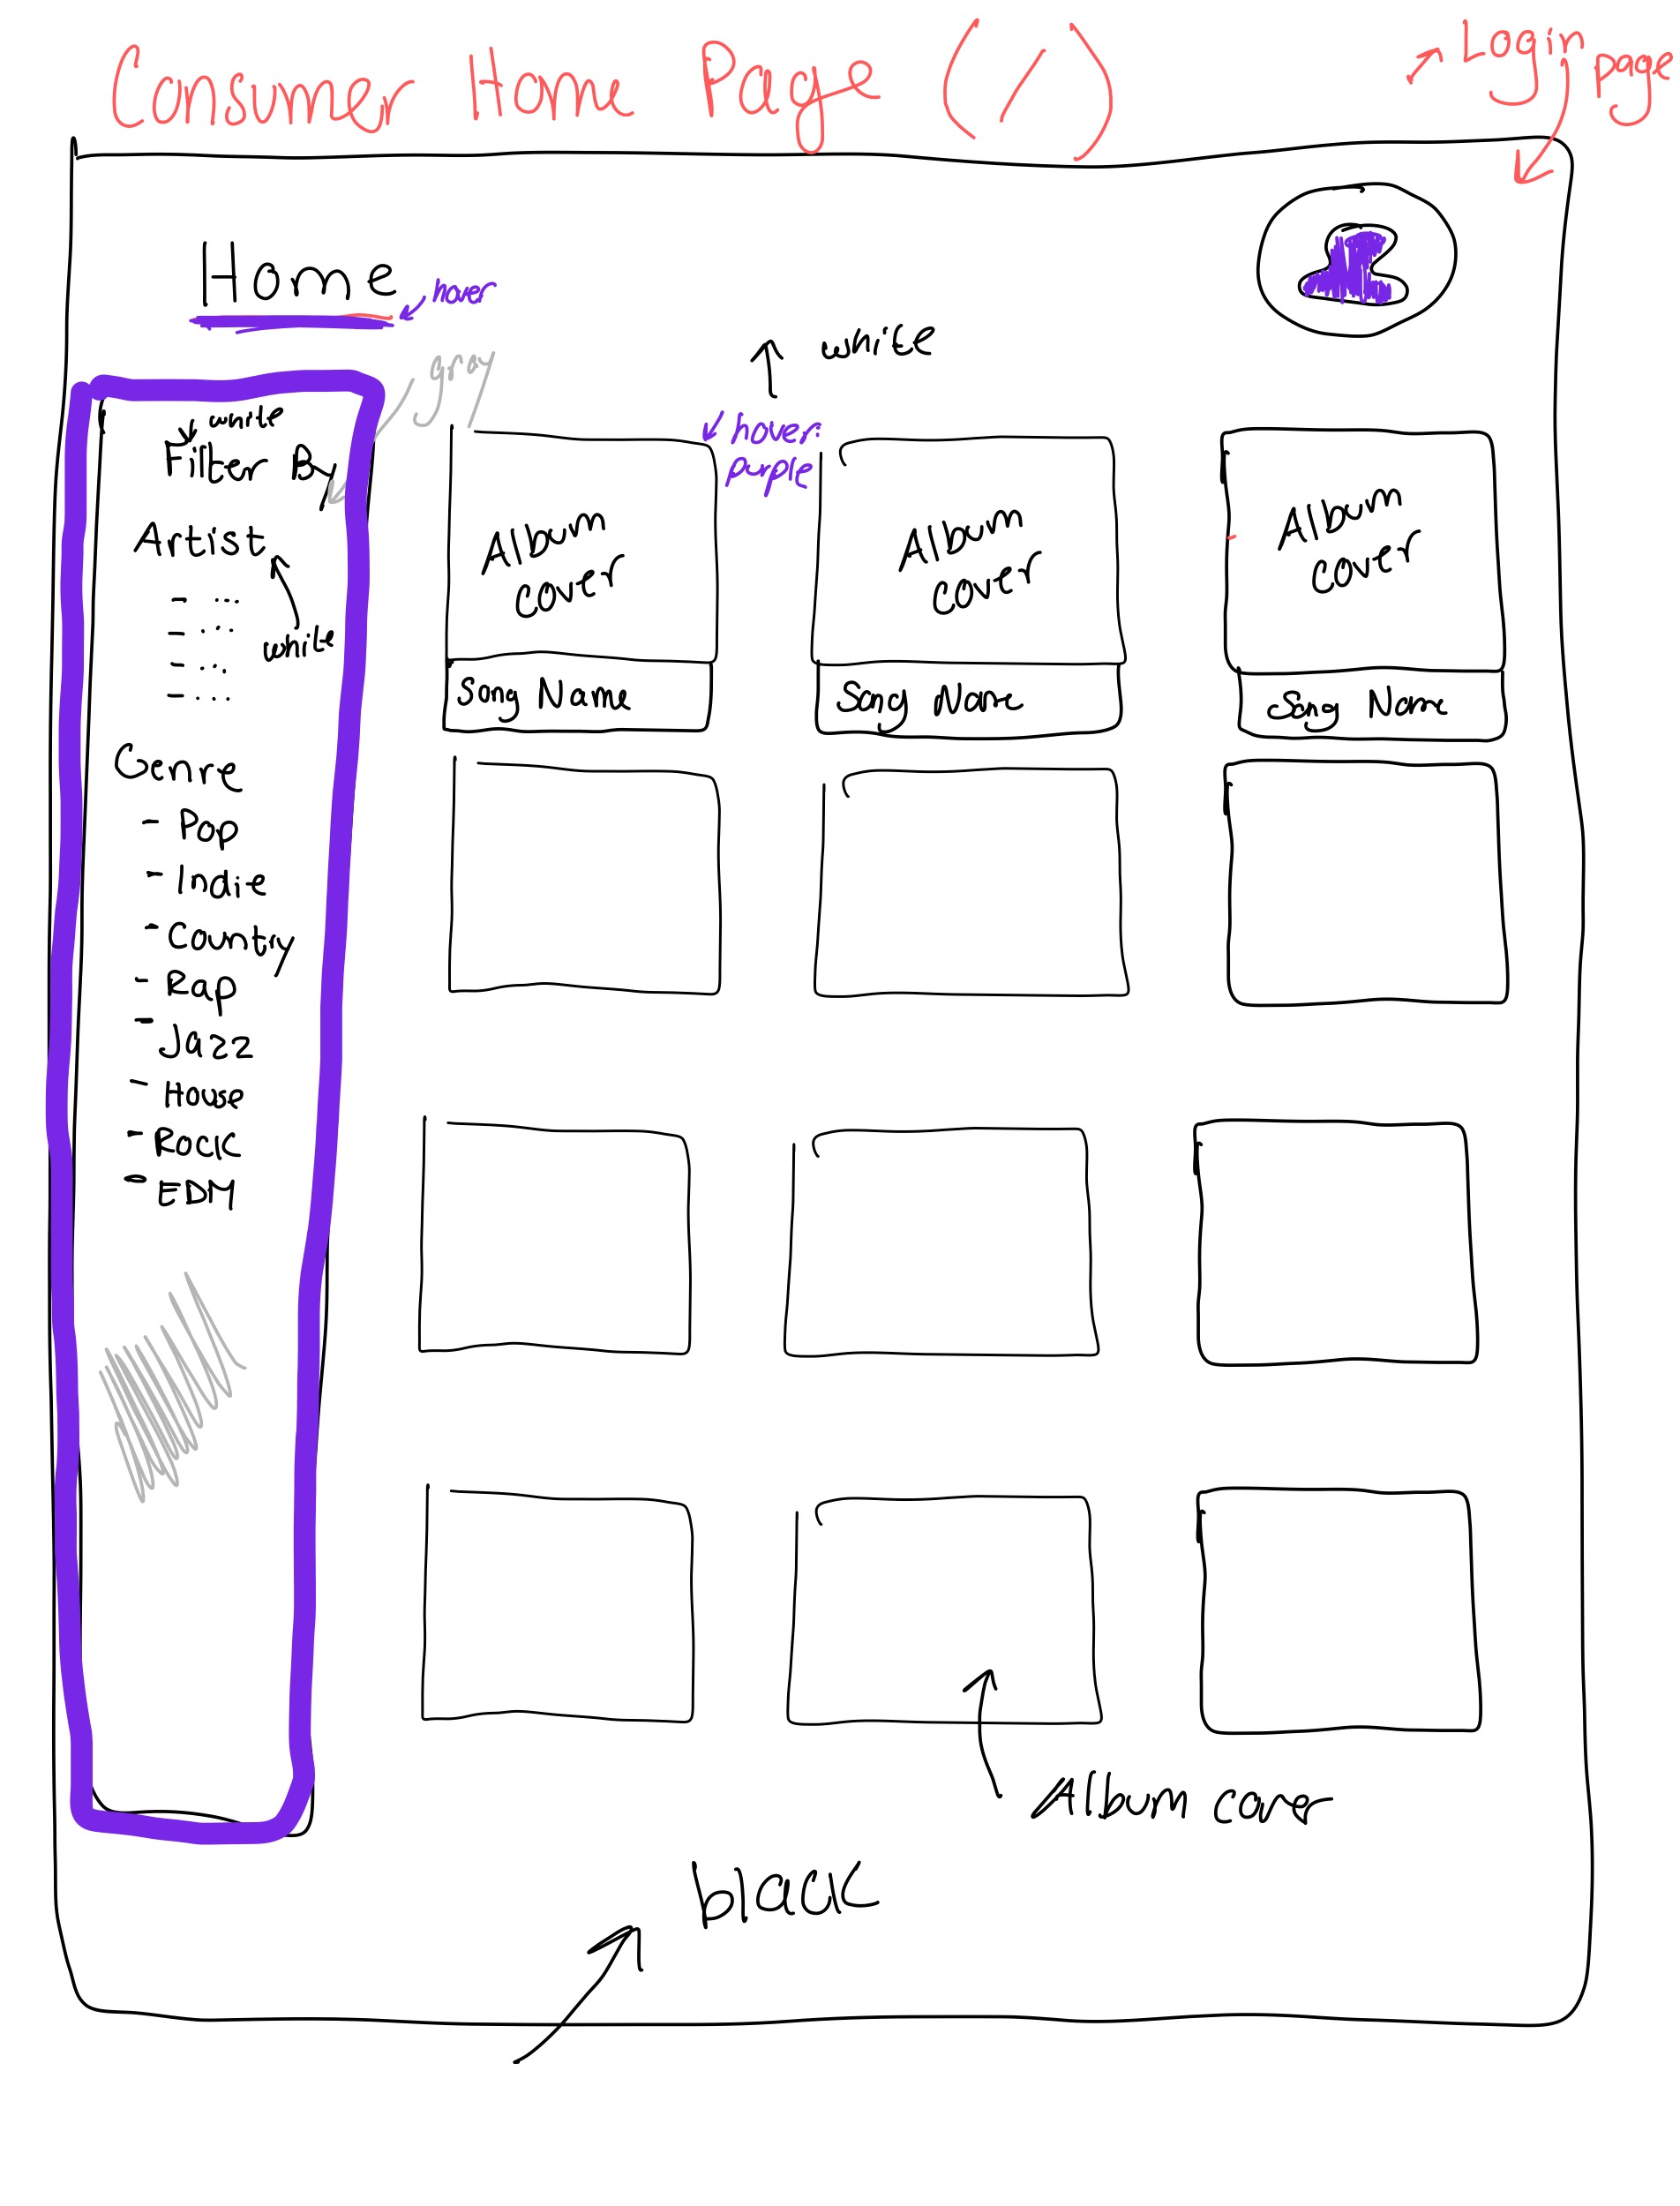 Consumer Home Page (/)
Login
page
Home
hover
white
gray
hover:
purple
white
Filter By
Artist
- ...
- ...
- ...
- ...
white
Album
cover
Album
cover
Album
cover
Song Name
Song Name
Song Name
Genre
- Pop
- Indie
- Country
- Rap
- Jazz
- House
- Rock
- EDM
Album cover
black